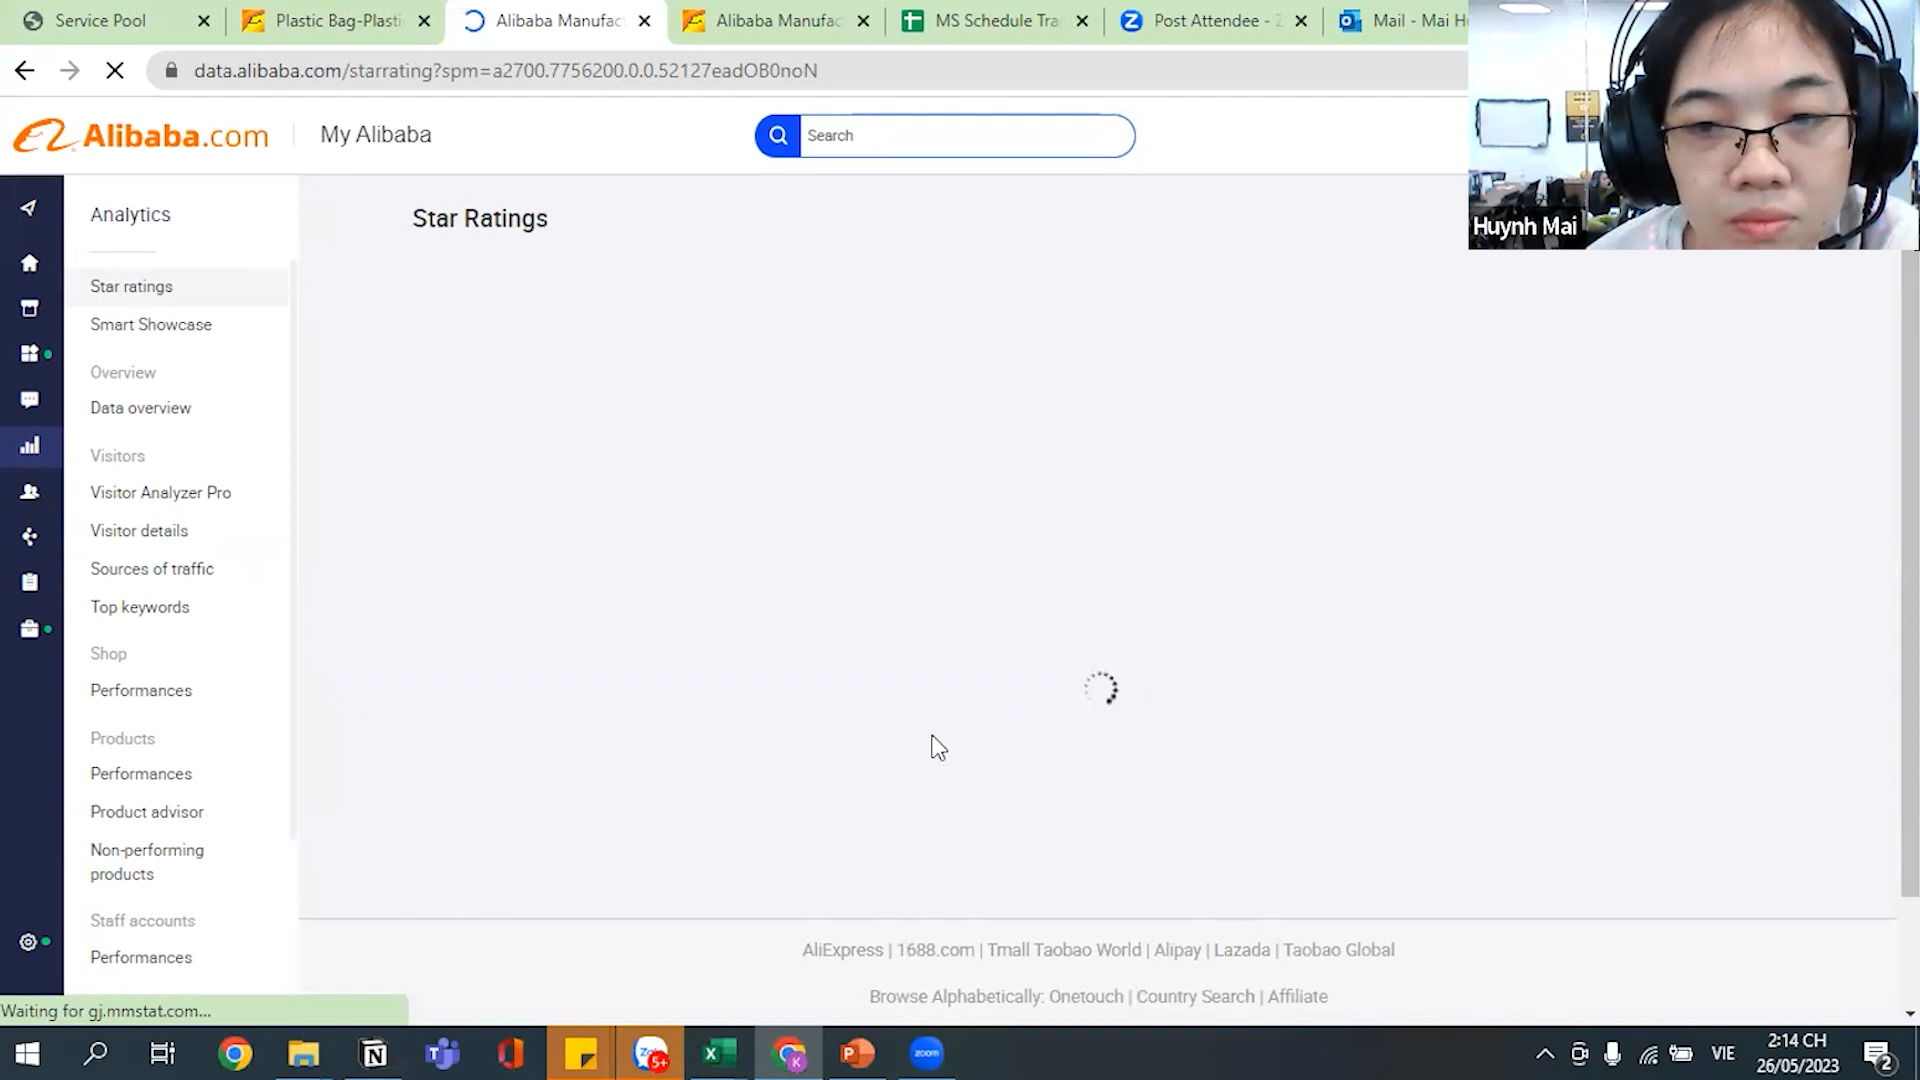 Service Pool
Plastic Bag-Plasti
Alibaba Manufac
Alibaba Manufac
MS Schedule Tra
Post Attendee - Z
Mail - Mai H
data.alibaba.com/starrating?spm=a2700.7756200.0.0.52127eadOB0noN
Alibaba.com
My Alibaba
Search
Huynh Mai
Analytics
Star Ratings
Star ratings
Smart Showcase
Overview
Data overview
Visitors
Visitor Analyzer Pro
Visitor details
Sources of traffic
Top keywords
Shop
Performances
Products
Performances
Product advisor
Non-performing
products
Staff accounts
Performances
AliExpress | 1688.com | Tmall Taobao World | Alipay | Lazada | Taobao Global
Browse Alphabetically: Onetouch | Country Search | Affiliate
Waiting for gj.mmstat.com...
5+
zoom
VIE
2:14 CH
26/05/2023
2